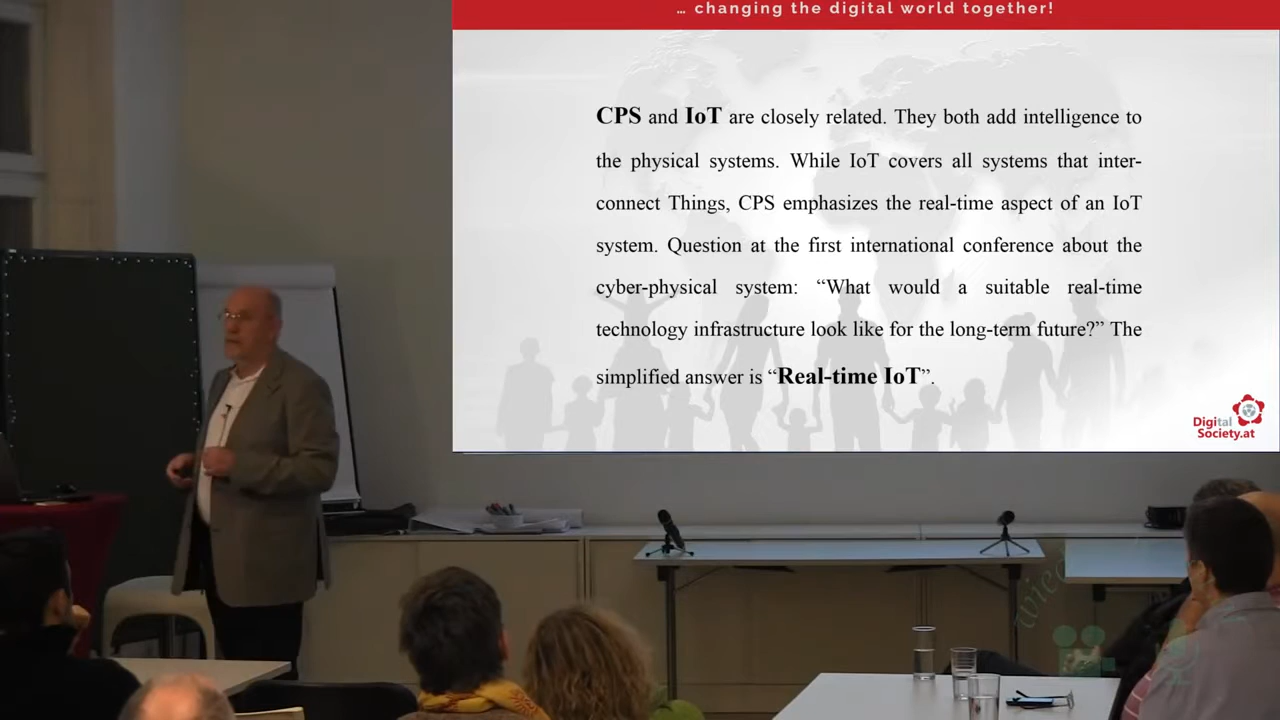 … changing the digital world together!
CPS and IoT are closely related. They both add intelligence to
the physical systems. While IoT covers all systems that inter-
connect Things, CPS emphasizes the real-time aspect of an IoT
system. Question at the first international conference about the
cyber-physical system: “What would a suitable real-time
technology infrastructure look like for the long-term future?” The
simplified answer is “Real-time IoT”.
Digital
Society.at